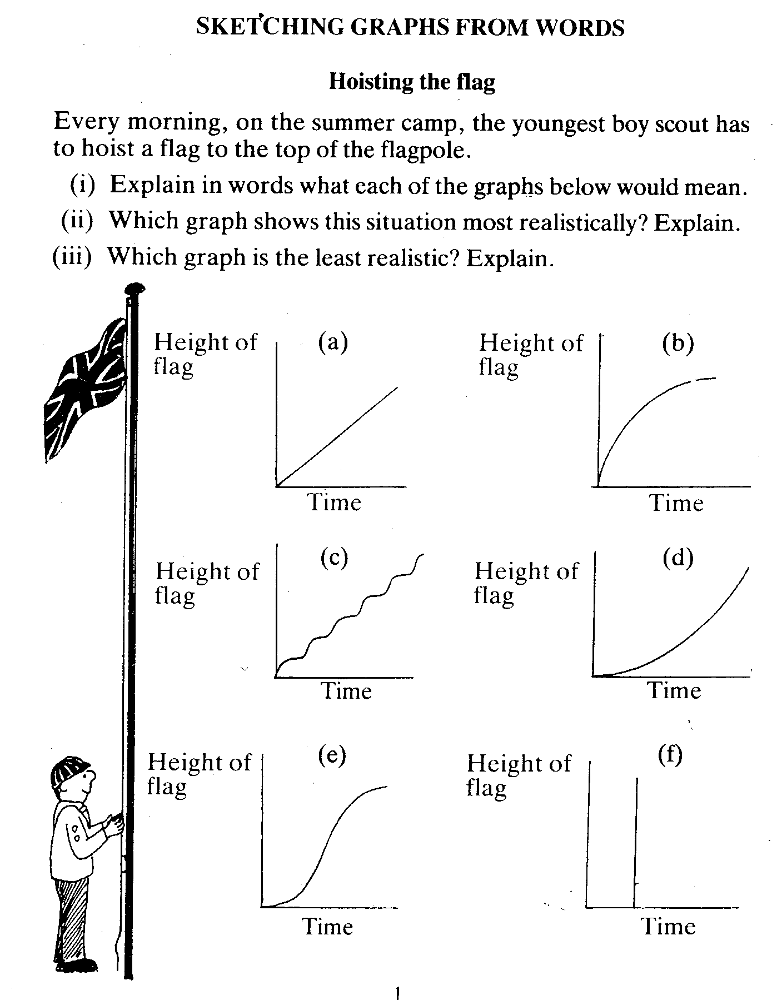 SKETCHING GRAPHS FROM WORDS
Hoisting the flag
Every morning, on the summer camp, the youngest boy scout has
to hoist a flag to the top of the flagpole.
(i) Explain in words what each of the graphs below would mean.
(ii) Which graph shows this situation most realistically? Explain.
(iii) Which graph is the least realistic? Explain.
Height of
flag
(a)
Time
Height of
flag
(b)
Time
Height of
flag
(c)
Time
Height of
flag
(d)
Time
Height of
flag
(e)
Time
Height of
flag
(f)
Time
1